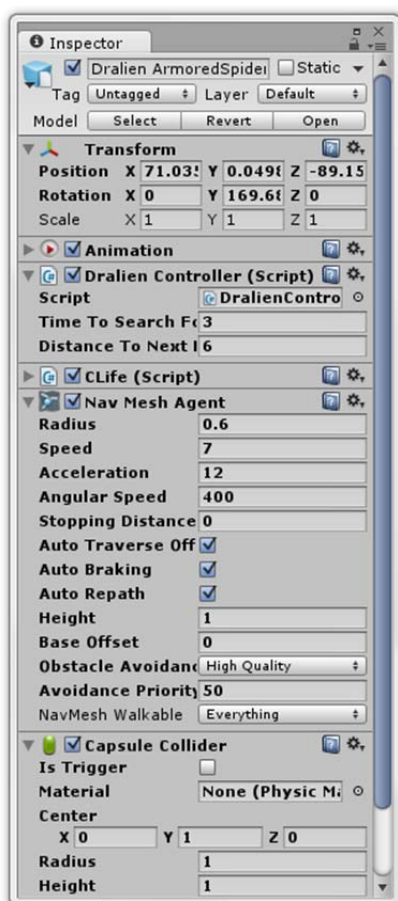 Inspector
Dralien ArmoredSpider Static
Tag Untagged Layer Default
Model Select Revert Open
Transform
Position X 71.035 Y 0.0498 Z -89.15
Rotation X 0 Y 169.68 Z 0
Scale X 1 Y 1 Z 1
Animation
Dralien Controller (Script)
Script DralienContro
Time To Search Fo 3
Distance To Next 6
CLife (Script)
Nav Mesh Agent
Radius 0.6
Speed 7
Acceleration 12
Angular Speed 400
Stopping Distance 0
Auto Traverse Off
Auto Braking
Auto Repath
Height 1
Base Offset 0
Obstacle Avoidanc High Quality
Avoidance Priority 50
NavMesh Walkable Everything
Capsule Collider
Is Trigger
Material None (Physic Ma
Center
X 0 Y 1 Z 0
Radius 1
Height 1